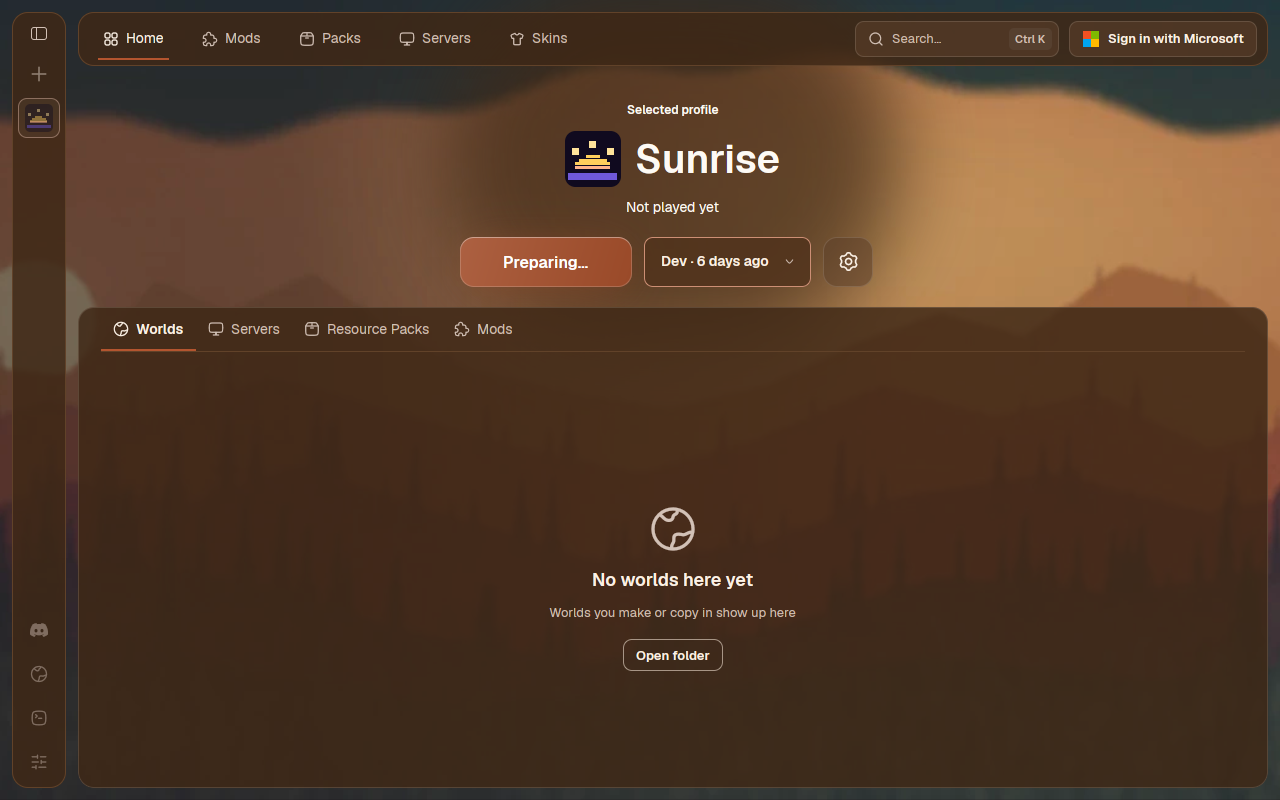 Home
Mods
Packs
Servers
Skins
Search...
Ctrl K
Sign in with Microsoft
Selected profile
Sunrise
Not played yet
Preparing...
Dev · 6 days ago
Worlds
Servers
Resource Packs
Mods
No worlds here yet
Worlds you make or copy in show up here
Open folder